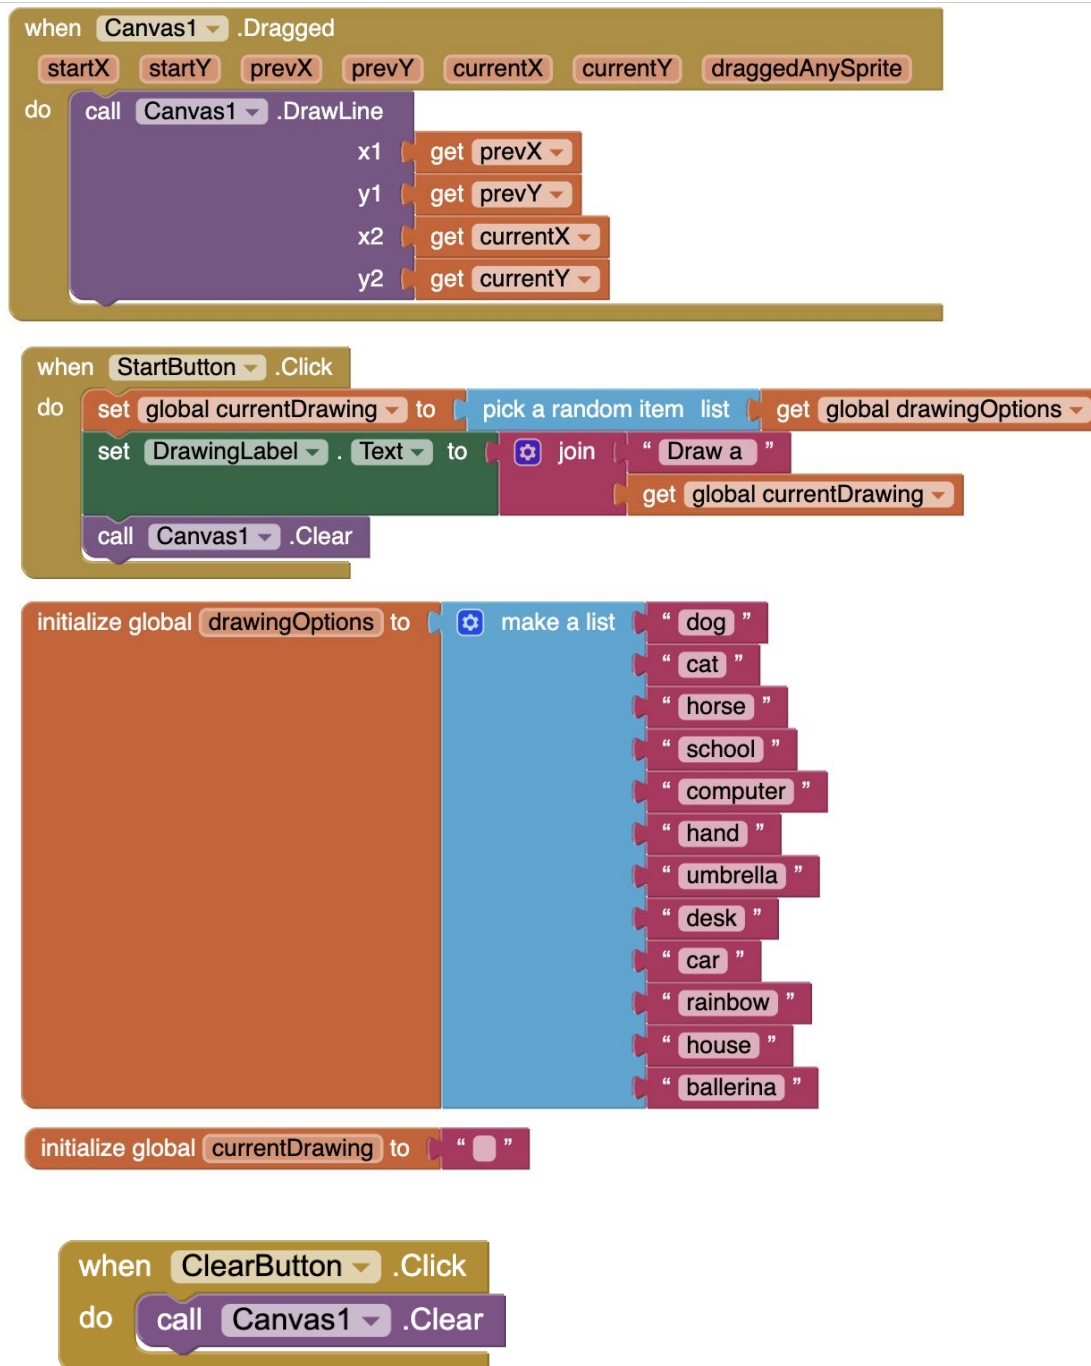 when Canvas1 .Dragged
startX startY prevX prevY currentX currentY draggedAnySprite
do call Canvas1 .DrawLine
x1 get prevX
y1 get prevY
x2 get currentX
y2 get currentY
when StartButton .Click
do set global currentDrawing to pick a random item list get global drawingOptions
set DrawingLabel . Text to join " Draw a "
get global currentDrawing
call Canvas1 .Clear
initialize global drawingOptions to make a list " dog "
" cat "
" horse "
" school "
" computer "
" hand "
" umbrella "
" desk "
" car "
" rainbow "
" house "
" ballerina "
initialize global currentDrawing to " "
when ClearButton .Click
do call Canvas1 .Clear